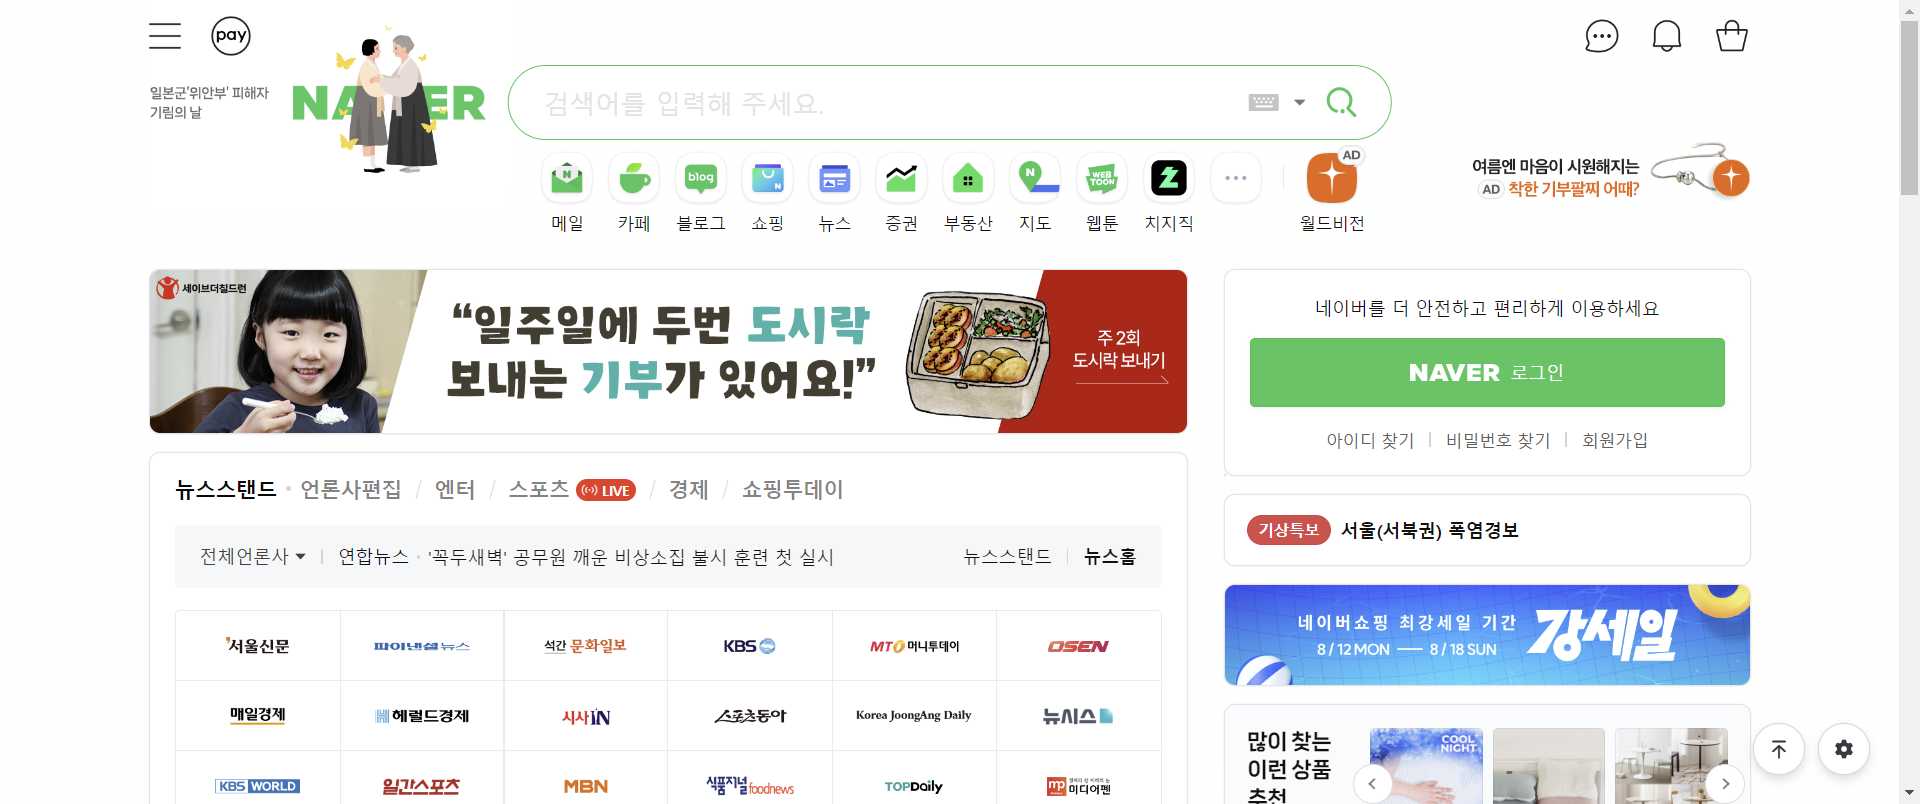 pay
일본군'위안부' 피해자
기림의 날
NAVER
검색어를 입력해 주세요.
N
blog
N
N
WEB
TOON
AD
메일
카페
블로그
쇼핑
뉴스
증권
부동산
지도
웹툰
치지직
월드비전
여름엔 마음이 시원해지는
AD 착한 기부팔찌 어때?
세이브더칠드런
“일주일에 두번 도시락
보내는 기부가 있어요!”
주 2회
도시락 보내기
네이버를 더 안전하고 편리하게 이용하세요
NAVER 로그인
아이디 찾기
비밀번호 찾기
회원가입
뉴스스탠드 · 언론사편집 / 엔터 / 스포츠 LIVE / 경제 / 쇼핑투데이
전체언론사 | 연합뉴스 · '꼭두새벽' 공무원 깨운 비상소집 불시 훈련 첫 실시
뉴스스탠드 | 뉴스홈
기상특보 서울(서북권) 폭염경보
네이버쇼핑 최강세일 기간
8 / 12 MON — 8 / 18 SUN
강세일
서울신문
파이낸셜뉴스
석간 문화일보
KBS
MTO 머니투데이
OSEN
매일경제
헤럴드경제
시사IN
스포츠동아
Korea JoongAng Daily
뉴시스
KBS WORLD
일간스포츠
MBN
식품저널 foodnews
TOPDaily
mp 미디어펜
많이 찾는
이런 상품
추천
COOL
NIGHT